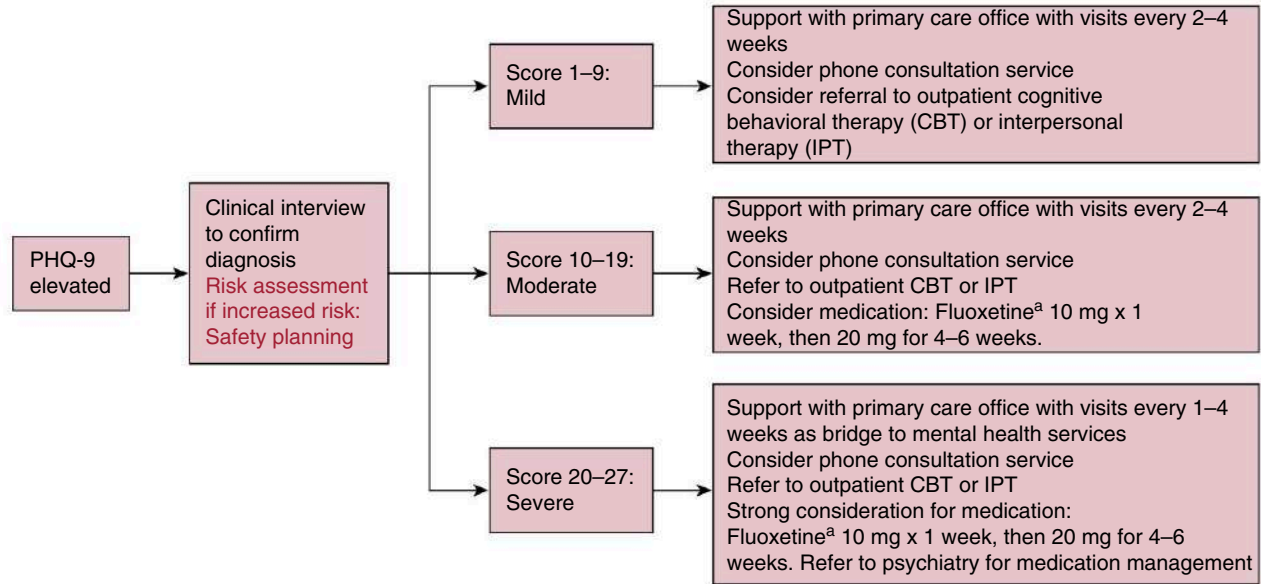 PHQ-9
elevated
Clinical interview
to confirm
diagnosis
Risk assessment
if increased risk:
Safety planning
Score 1–9:
Mild
Support with primary care office with visits every 2–4
weeks
Consider phone consultation service
Consider referral to outpatient cognitive
behavioral therapy (CBT) or interpersonal
therapy (IPT)
Score 10–19:
Moderate
Support with primary care office with visits every 2–4
weeks
Consider phone consultation service
Refer to outpatient CBT or IPT
Consider medication: Fluoxetineᵃ 10 mg x 1
week, then 20 mg for 4–6 weeks.
Score 20–27:
Severe
Support with primary care office with visits every 1–4
weeks as bridge to mental health services
Consider phone consultation service
Refer to outpatient CBT or IPT
Strong consideration for medication:
Fluoxetineᵃ 10 mg x 1 week, then 20 mg for 4–6
weeks. Refer to psychiatry for medication management